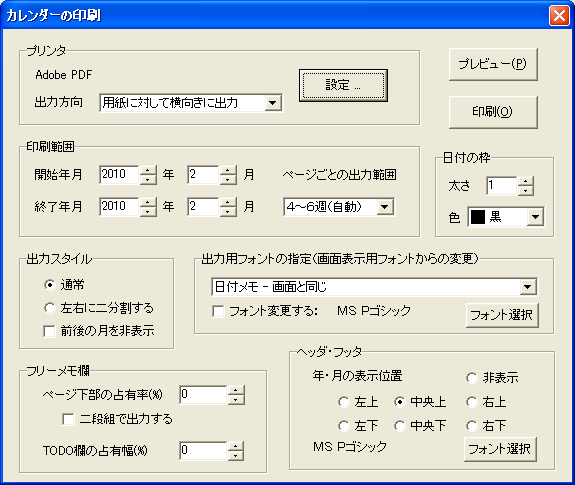 カレンダーの印刷
プリンタ
Adobe PDF
設定 ...
出力方向 用紙に対して横向きに出力
プレビュー(P)
印刷(O)
印刷範囲
開始年月 2010 年 2 月 ページごとの出力範囲
終了年月 2010 年 2 月 4～6週(自動)
日付の枠
太さ 1
色 黒
出力スタイル
通常
左右に二分割する
前後の月を非表示
出力用フォントの指定(画面表示用フォントからの変更)
日付メモ - 画面と同じ
フォント変更する: MS Pゴシック フォント選択
フリーメモ欄
ページ下部の占有率(%) 0
二段組で出力する
TODO欄の占有幅(%) 0
ヘッダ・フッタ
年・月の表示位置 非表示
左上 中央上 右上
左下 中央下 右下
MS Pゴシック フォント選択